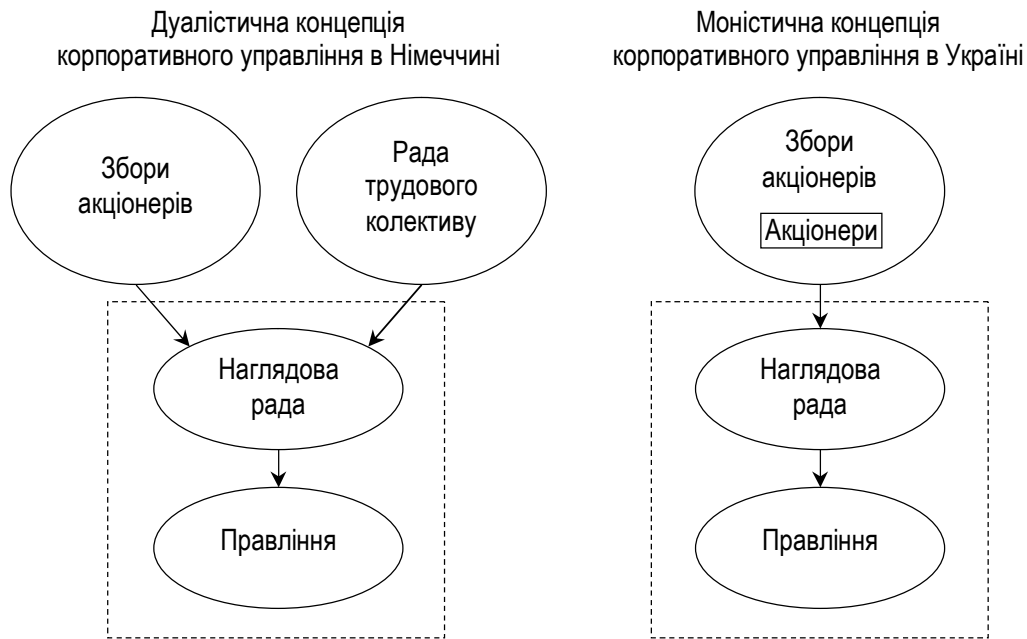 Дуалістична концепція
корпоративного управління в Німеччині
Збори
акціонерів
Рада
трудового
колективу
Наглядова
рада
Правління
Моністична концепція
корпоративного управління в Україні
Збори
акціонерів
Акціонери
Наглядова
рада
Правління